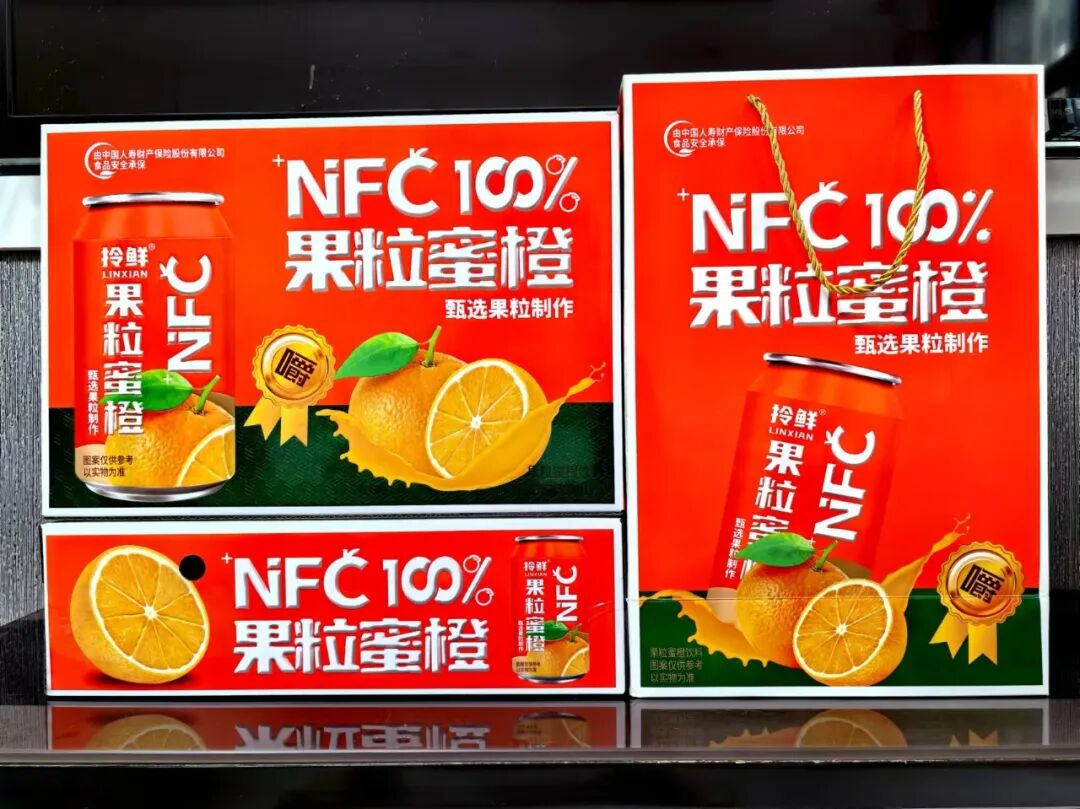 由中国人寿财产保险股份有限公司
食品安全承保
NFC 100%
果粒蜜橙
甄选果粒制作
拎鲜®
LINXIAN
果粒蜜橙
NFC
甄选果粒制作
图案仅供参考
以实物为准
嚼
果粒蜜橙饮料
NFC 100%
果粒蜜橙
拎鲜
果粒蜜橙
NFC
由中国人寿财产保险股份有限公司
食品安全承保
NFC 100%
果粒蜜橙
甄选果粒制作
拎鲜®
LINXIAN
果粒蜜
NFC
甄选果粒制
嚼
果粒蜜橙饮料
图案仅供参考
以实物为准